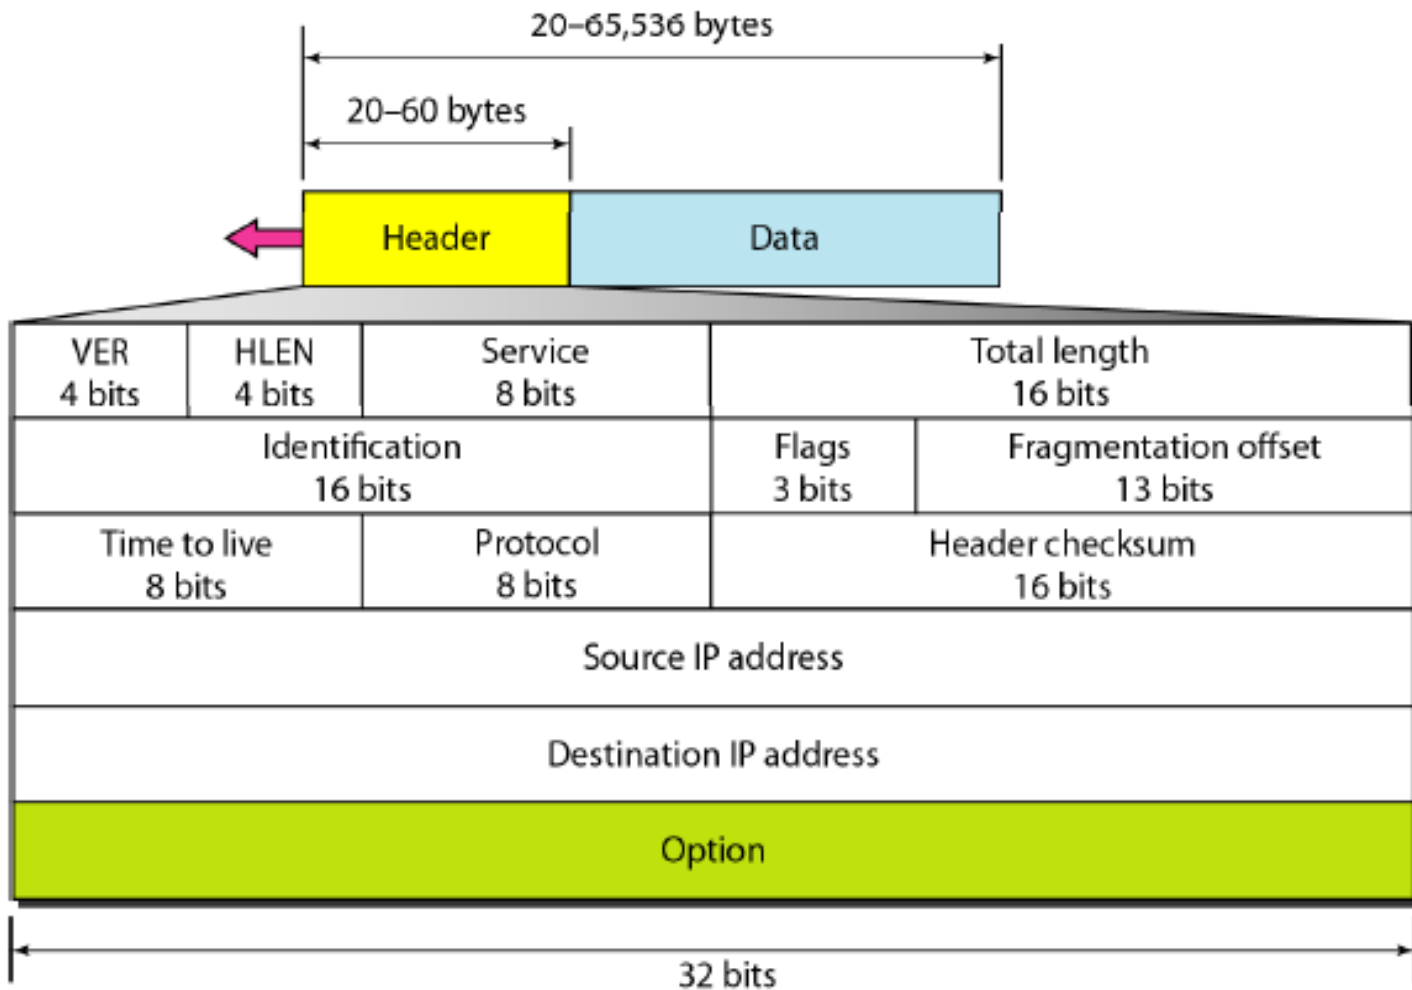 20–65,536 bytes
20–60 bytes
Header
Data
VER
4 bits
HLEN
4 bits
Service
8 bits
Total length
16 bits
Identification
16 bits
Flags
3 bits
Fragmentation offset
13 bits
Time to live
8 bits
Protocol
8 bits
Header checksum
16 bits
Source IP address
Destination IP address
Option
32 bits